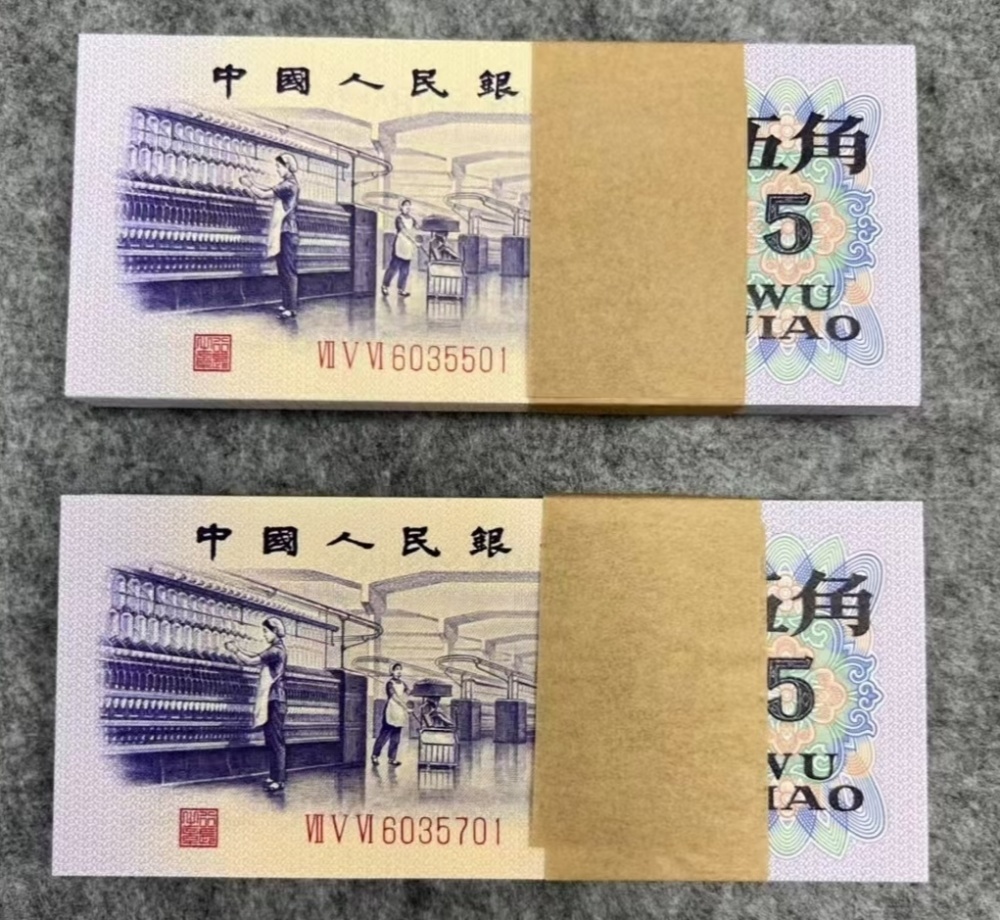 中國人民銀
伍角
5
WU
JIAO
Ⅶ Ⅴ Ⅵ 6035501
中國人民銀
伍角
5
WU
JIAO
Ⅶ Ⅴ Ⅵ 6035701